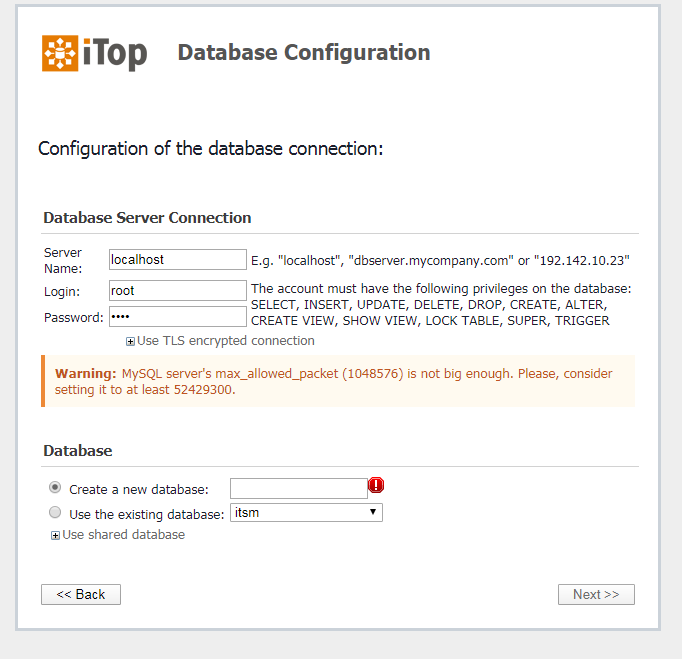 iTop Database Configuration
Configuration of the database connection:
Database Server Connection
Server Name: localhost E.g. "localhost", "dbserver.mycompany.com" or "192.142.10.23"
Login: root The account must have the following privileges on the database:
SELECT, INSERT, UPDATE, DELETE, DROP, CREATE, ALTER,
Password: •••• CREATE VIEW, SHOW VIEW, LOCK TABLE, SUPER, TRIGGER
Use TLS encrypted connection
Warning: MySQL server's max_allowed_packet (1048576) is not big enough. Please, consider
setting it to at least 52429300.
Database
Create a new database:
Use the existing database: itsm
Use shared database
<< Back Next >>